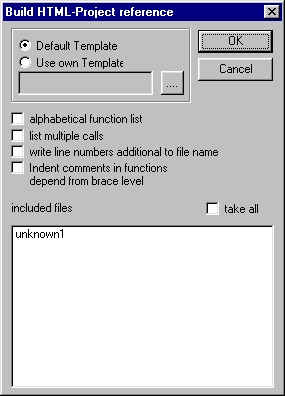 Build HTML-Project reference
Default Template
Use own Template
....
OK
Cancel
alphabetical function list
list multiple calls
write line numbers additional to file name
Indent comments in functions
depend from brace level
included files
take all
unknown1